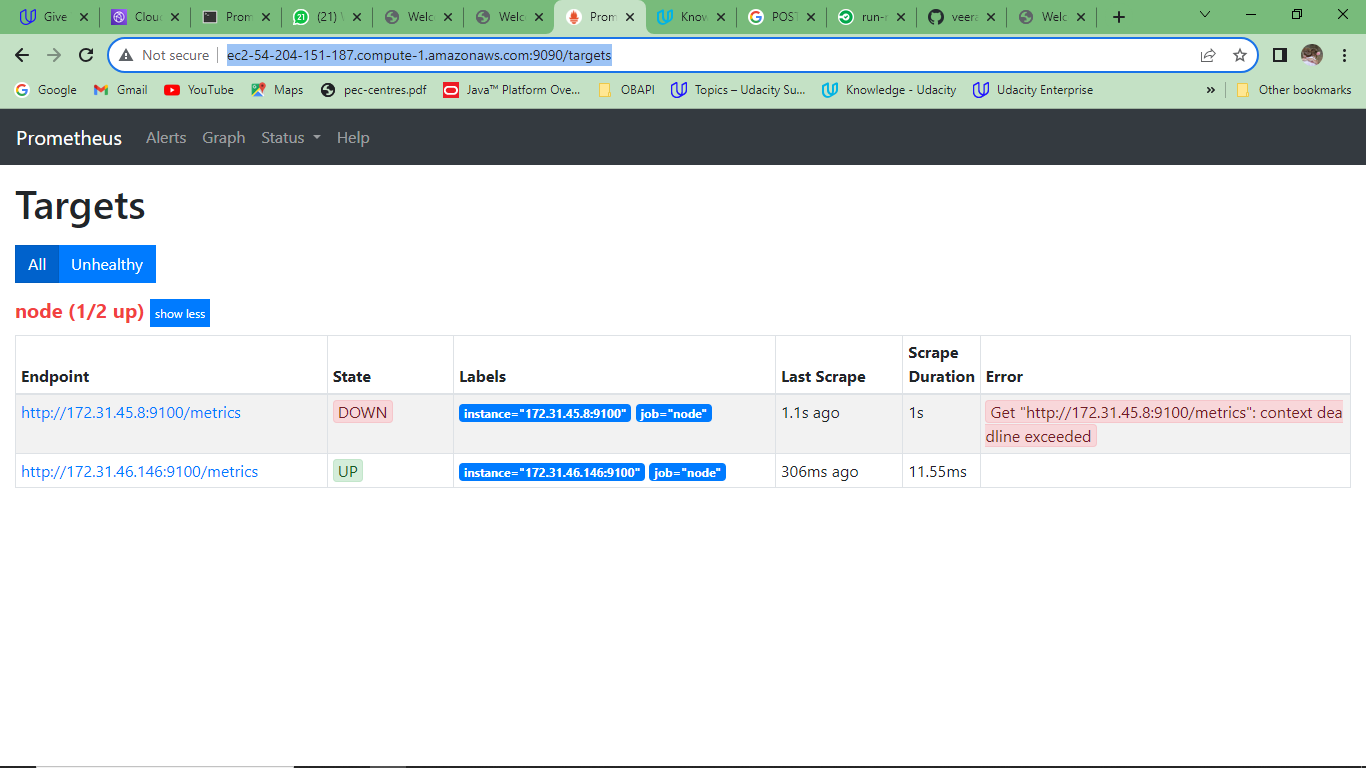 Give
Clou
Prom
(21) W
Welc
Welc
Prom
Know
POST
run-r
veera
Welc
Not secure
ec2-54-204-151-187.compute-1.amazonaws.com:9090/targets
Google
Gmail
YouTube
Maps
pec-centres.pdf
Java™ Platform Ove...
OBAPI
Topics – Udacity Su...
Knowledge - Udacity
Udacity Enterprise
»
Other bookmarks
Prometheus Alerts Graph Status Help
Targets
All Unhealthy
node (1/2 up) show less
Endpoint State Labels Last Scrape Scrape Duration Error
http://172.31.45.8:9100/metrics DOWN instance="172.31.45.8:9100" job="node" 1.1s ago 1s Get "http://172.31.45.8:9100/metrics": context dea
dline exceeded
http://172.31.46.146:9100/metrics UP instance="172.31.46.146:9100" job="node" 306ms ago 11.55ms